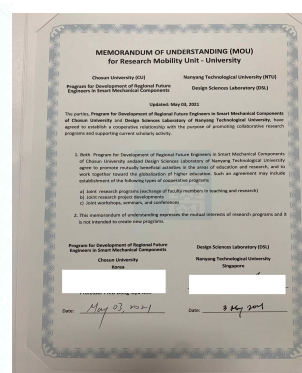 MEMORANDUM OF UNDERSTANDING (MOU)
for Research Mobility Unit - University
Chosun University (CU)
Nanyang Technological University (NTU)
Program for Development of Regional Future
Engineers in Smart Mechanical Components
Design Sciences Laboratory (DSL)
Updated: May 03, 2021
The parties, Program for Development of Regional Future Engineers in Smart Mechanical Components
of Chosun University and Design Sciences Laboratory of Nanyang Technological University, have
agreed to establish a cooperative relationship with the purpose of promoting collaborative research
programs and supporting current scholarly activity.
1. Both Program for Development of Regional Future Engineers in Smart Mechanical Components
of Chosun University and Design Sciences Laboratory of Nanyang Technological University
agree to promote mutually beneficial activities in the areas of education and research, and to
work together toward the globalization of higher education. Such an agreement may include
establishment of the following types of cooperative programs:
a) Joint research programs (exchange of faculty members in teaching and research)
b) Joint research project developments
c) Joint workshops, seminars, and conferences
2. This memorandum of understanding expresses the mutual interests of research programs and it
is not intended to create new programs.
Program for Development of Regional Future
Engineers in Smart Mechanical Components
Design Sciences Laboratory (DSL)
Chosun University
Korea
Nanyang Technological University
Singapore
Date: May 03, 2021
Date: 3 May 2021